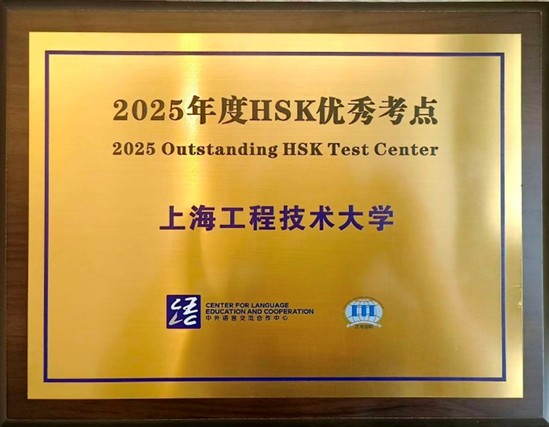 2025年度HSK优秀考点
2025 Outstanding HSK Test Center
上海工程技术大学
CENTER FOR LANGUAGE
EDUCATION AND COOPERATION
中外语言交流合作中心